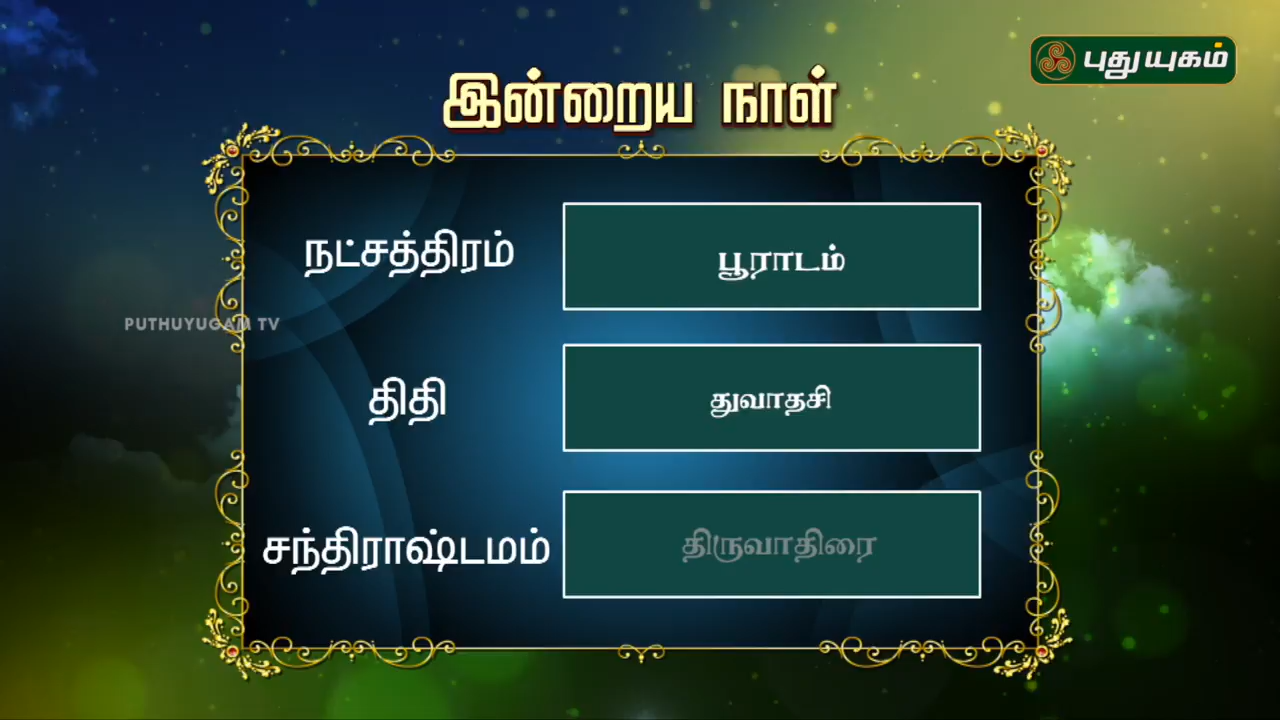 புதுயுகம்
இன்றைய நாள்
நட்சத்திரம்
பூராடம்
PUTHUYUGAM TV
திதி
துவாதசி
சந்திராஷ்டமம்
திருவாதிரை